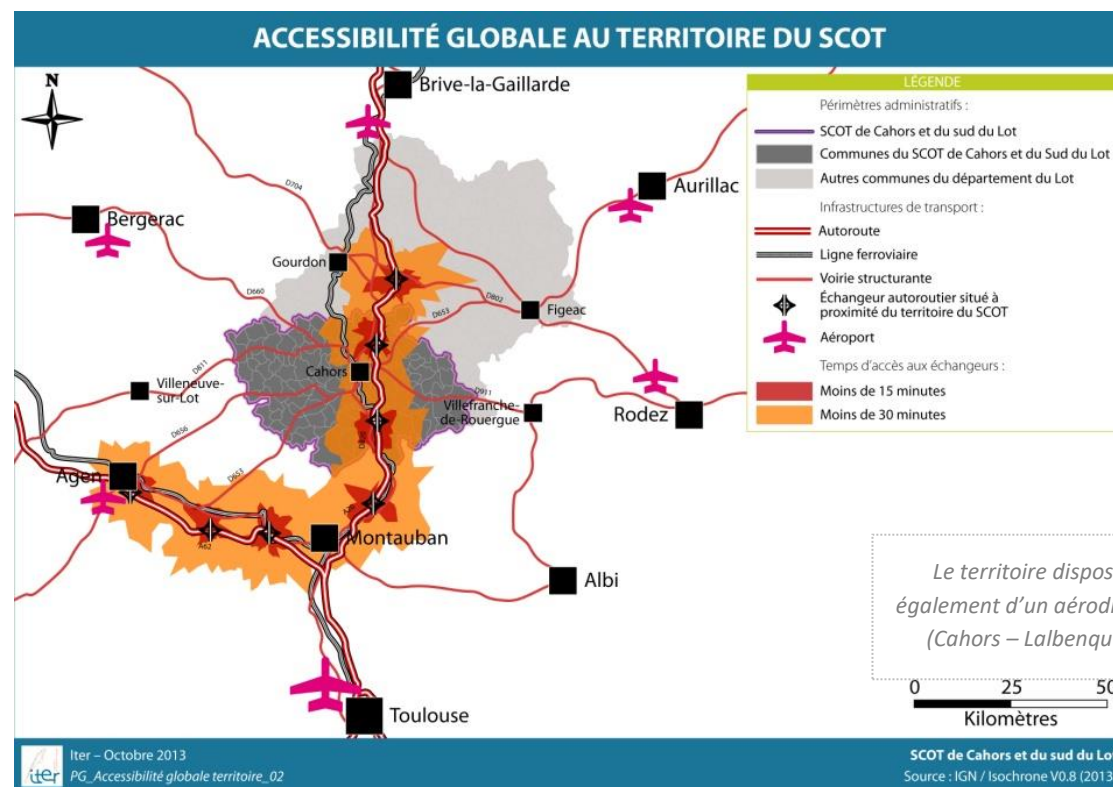 ACCESSIBILITÉ GLOBALE AU TERRITOIRE DU SCOT
N
Brive-la-Gaillarde
D704
Aurillac
Bergerac
Gourdon
D660
D802
D653
Figeac
D811
Cahors
Villeneuve-
sur-Lot
D911
Villefranche-
de-Rouergue
Rodez
D656
D653
Agen
A62
Montauban
Albi
Toulouse
LÉGENDE
Périmètres administratifs :
SCOT de Cahors et du sud du Lot
Communes du SCOT de Cahors et du Sud du Lot
Autres communes du département du Lot
Infrastructures de transport :
Autoroute
Ligne ferroviaire
Voirie structurante
Échangeur autoroutier situé à
proximité du territoire du SCOT
Aéroport
Temps d'accès aux échangeurs :
Moins de 15 minutes
Moins de 30 minutes
Le territoire dispos
également d'un aérod
(Cahors – Lalbenqu
0 25 50
Kilomètres
iter
Iter – Octobre 2013
PG_Accessibilité globale territoire_02
SCOT de Cahors et du sud du Lo
Source : IGN / Isochrone V0.8 (2013